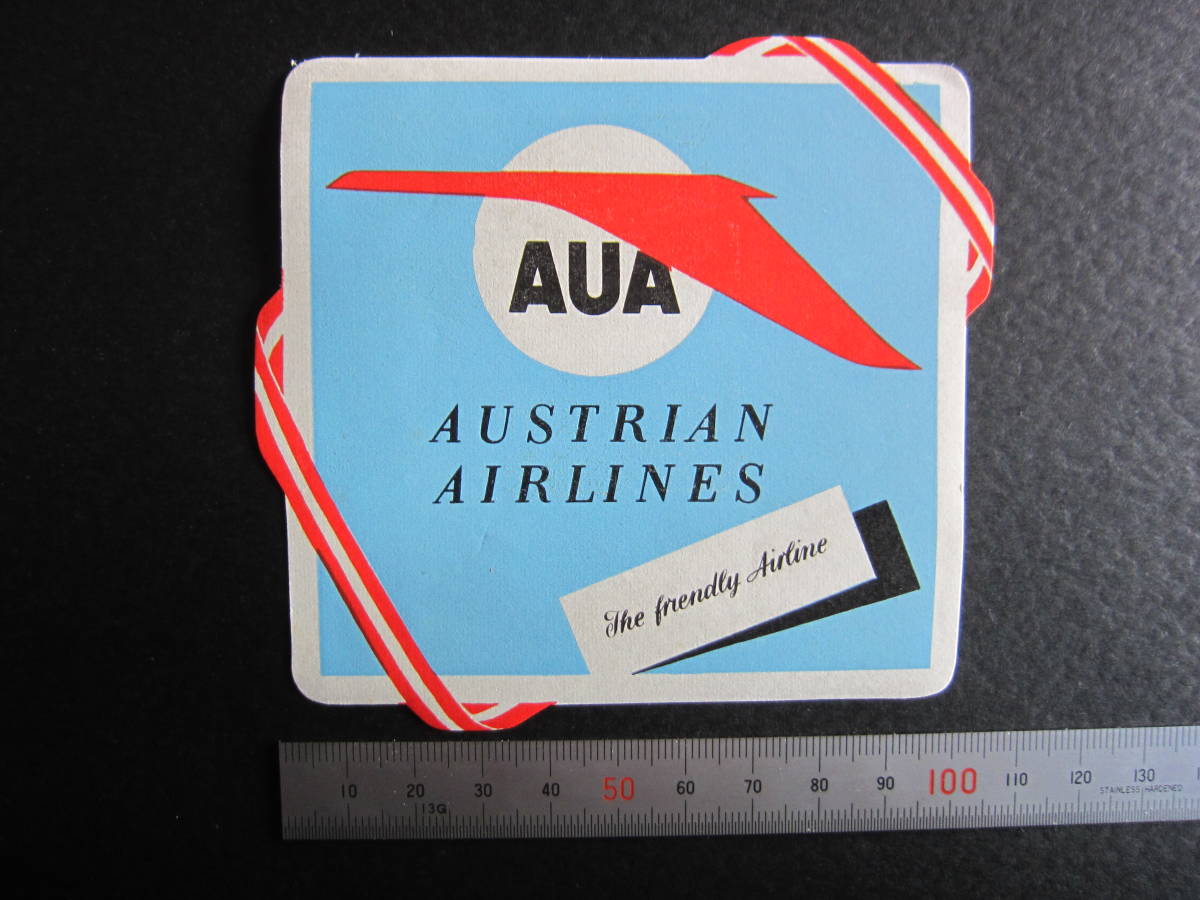 AUA
AUSTRIAN
AIRLINES
The friendly Airline
10 20 30 40 50 60 70 80 90 100 110 120 130
13G
STAINLESS HARDENED